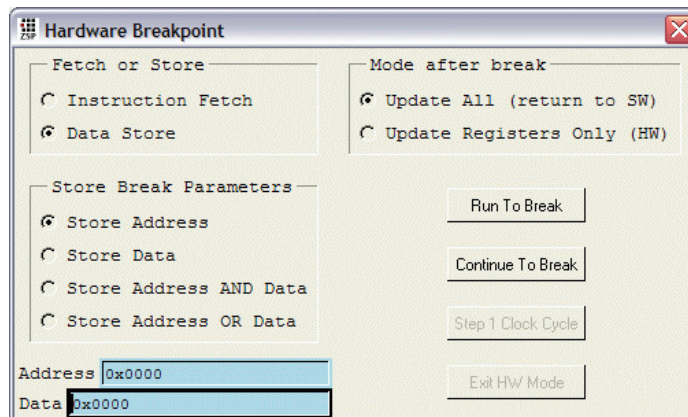 ZSP Hardware Breakpoint
Fetch or Store
Instruction Fetch
Data Store
Mode after break
Update All (return to SW)
Update Registers Only (HW)
Store Break Parameters
Store Address
Store Data
Store Address AND Data
Store Address OR Data
Run To Break
Continue To Break
Step 1 Clock Cycle
Exit HW Mode
Address 0x0000
Data 0x0000